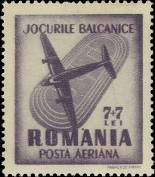 JOCURILE BALCANICE
7+7
LEI
ROMANIA
POSTA AERIANA